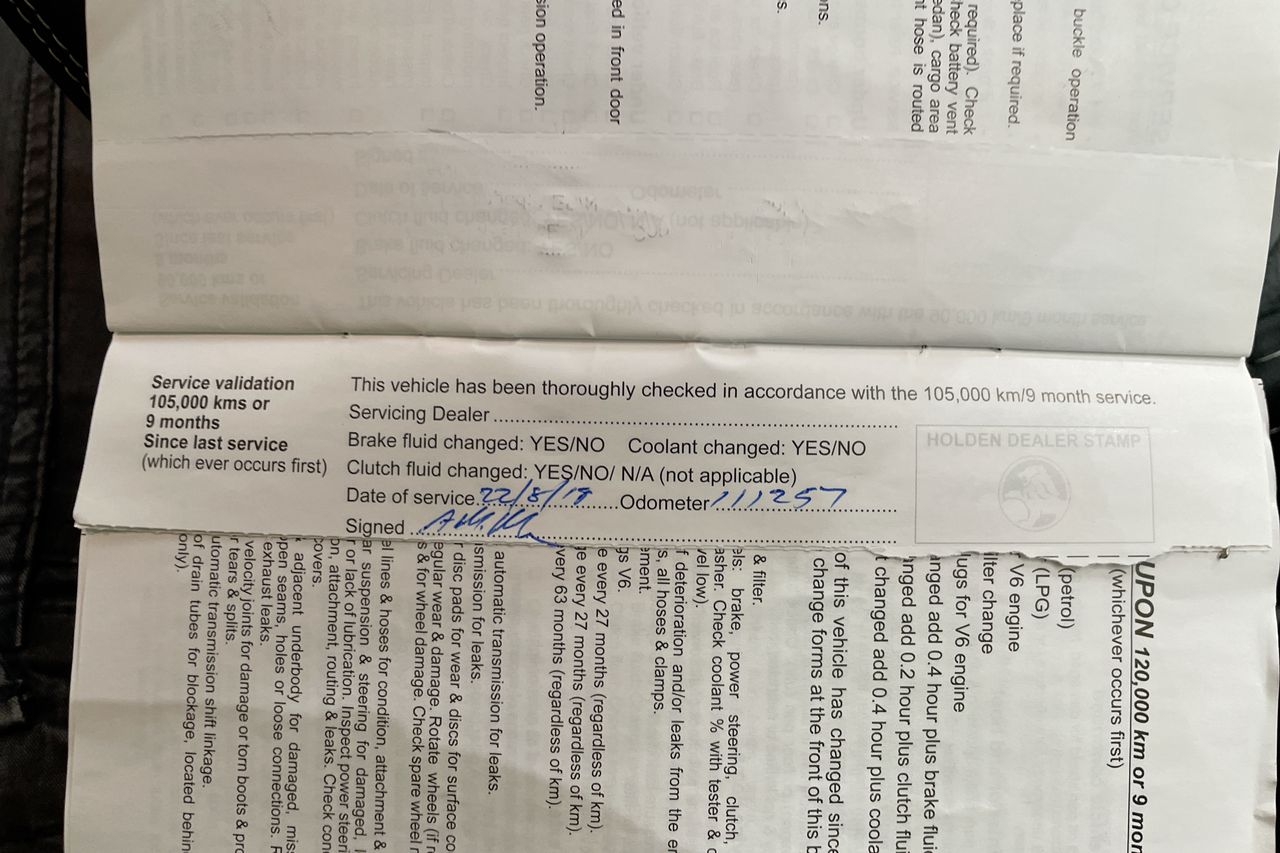 Service validation
105,000 kms or
9 months
Since last service
(which ever occurs first)
This vehicle has been thoroughly checked in accordance with the 105,000 km/9 month service.
Servicing Dealer
Brake fluid changed: YES/NO Coolant changed: YES/NO
Clutch fluid changed: YES/NO/ N/A (not applicable)
Date of service 22/8/19 Odometer 111257
Signed
HOLDEN DEALER STAMP
buckle operation
place if required.
required). Check
heck battery vent
edan), cargo area
nt hose is routed
ons.
s.
ed in front door
sion operation.
UPON 120,000 km or 9 mon
(whichever occurs first)
(petrol)
(LPG)
V6 engine
lter change
ugs for V6 engine
anged add 0.4 hour plus brake fluid
anged add 0.2 hour plus clutch flui
changed add 0.4 hour plus coola
of this vehicle has changed since
change forms at the front of this b
& filter.
els: brake, power steering, clutch,
asher. Check coolant % with tester &
vel low).
f deterioration and/or leaks from the en
s, all hoses & clamps.
ement.
gs V6.
e every 27 months (regardless of km).
ge every 27 months (regardless of km).
very 63 months (regardless of km).
automatic transmission for leaks.
smission for leaks.
r disc pads for wear & discs for surface co
egular wear & damage. Rotate wheels (if r
s & for wheel damage. Check spare wheel
el lines & hoses for condition, attachment &
ar suspension & steering for damaged,
r or lack of lubrication. Inspect power steeri
on, attachment, routing & leaks. Check con
covers.
adjacent underbody for damaged, miss
pen seams, holes or loose connections.
exhaust leaks.
velocity joints for damage or torn boots & pro
r tears & splits.
utomatic transmission shift linkage.
of drain tubes for blockage, located behin
only).